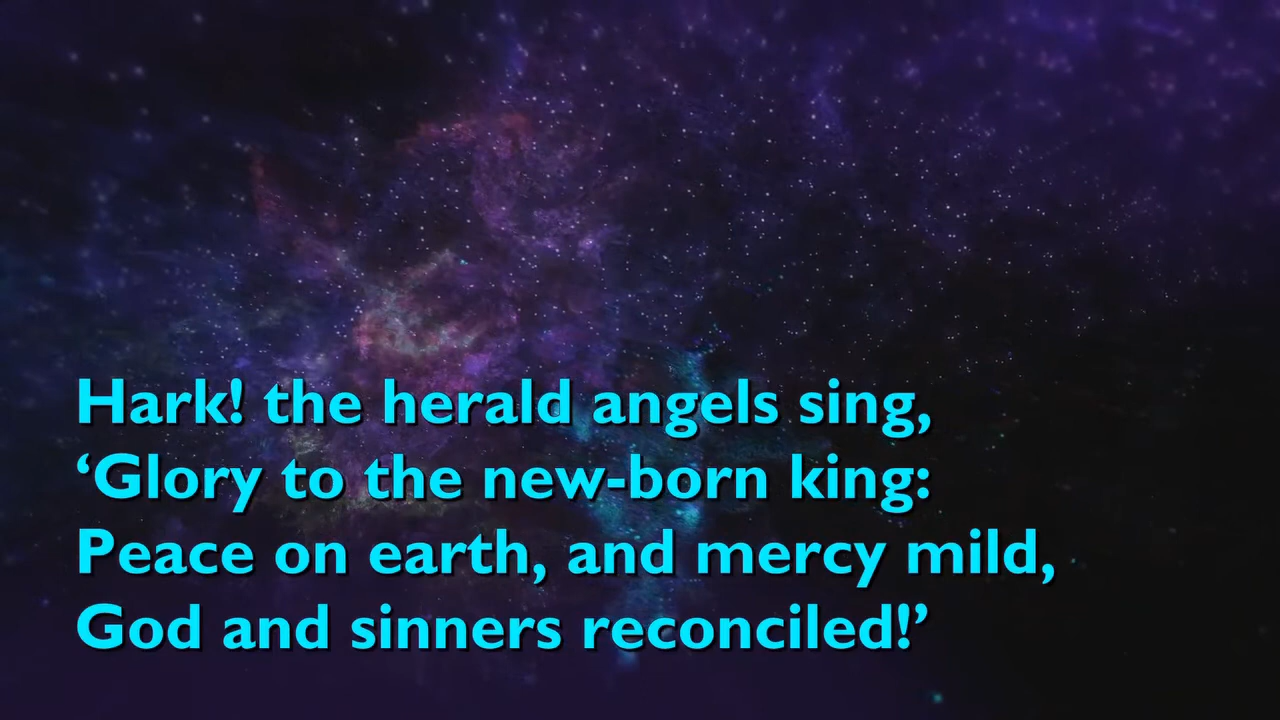 Hark! the herald angels sing,
‘Glory to the new-born king:
Peace on earth, and mercy mild,
God and sinners reconciled!’